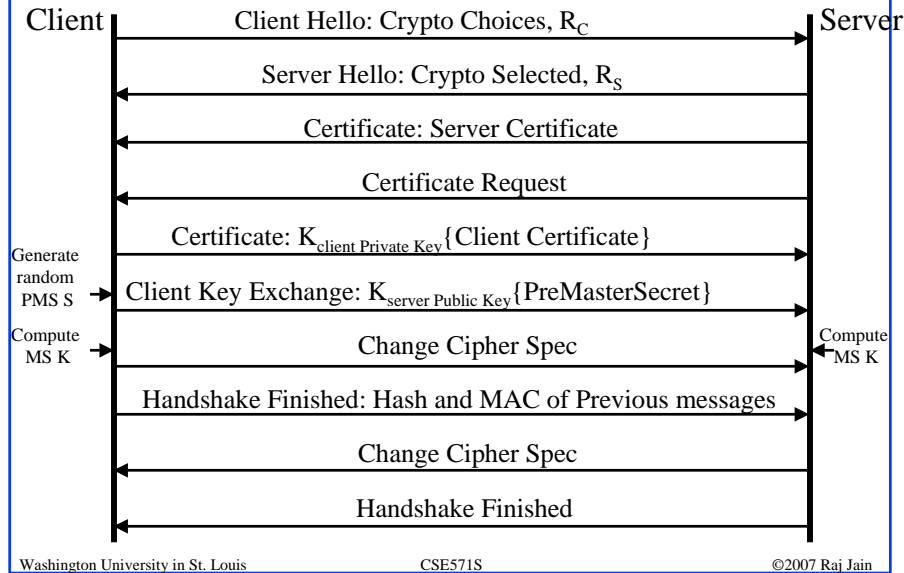 Client
Server
Client Hello: Crypto Choices, R_C
Server Hello: Crypto Selected, R_S
Certificate: Server Certificate
Certificate Request
Certificate: K_client Private Key{Client Certificate}
Generate
random
PMS S
Client Key Exchange: K_server Public Key{PreMasterSecret}
Compute
MS K
Change Cipher Spec
Compute
MS K
Handshake Finished: Hash and MAC of Previous messages
Change Cipher Spec
Handshake Finished
Washington University in St. Louis
CSE571S
©2007 Raj Jain